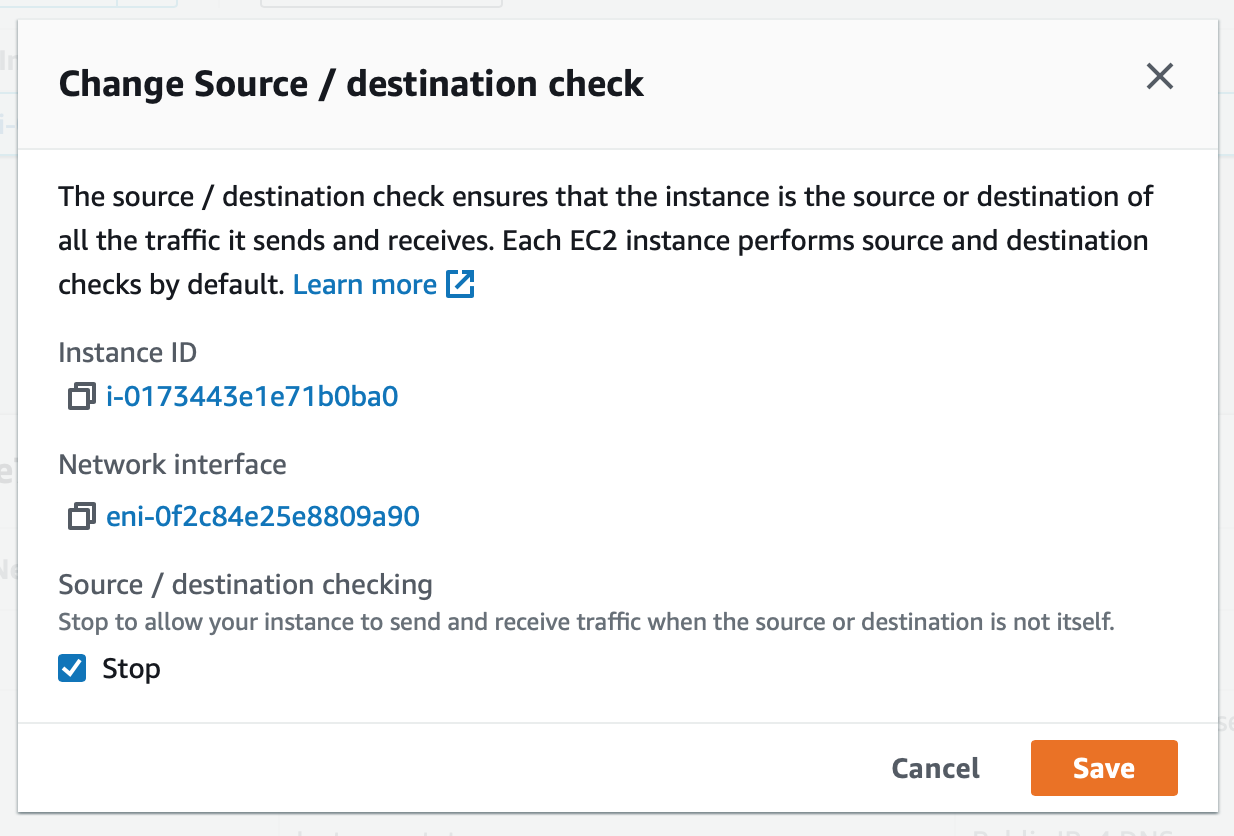 Change Source / destination check
The source / destination check ensures that the instance is the source or destination of
all the traffic it sends and receives. Each EC2 instance performs source and destination
checks by default. Learn more
Instance ID
i-0173443e1e71b0ba0
Network interface
eni-0f2c84e25e8809a90
Source / destination checking
Stop to allow your instance to send and receive traffic when the source or destination is not itself.
Stop
Cancel
Save